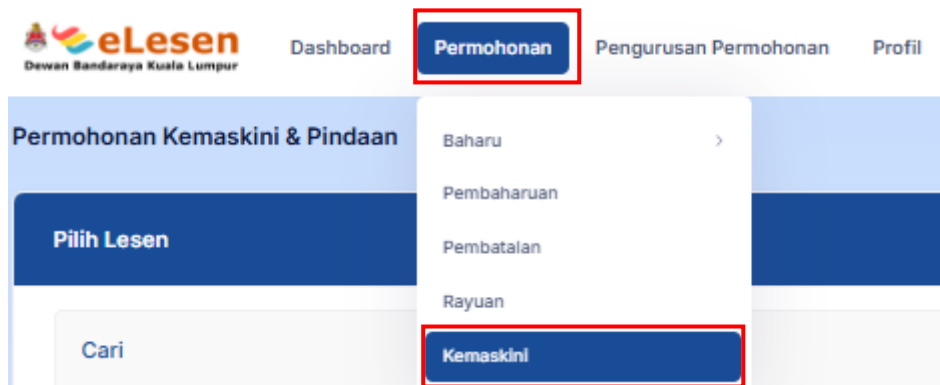 eLesen
Dewan Bandaraya Kuala Lumpur
Dashboard
Permohonan
Pengurusan Permohonan
Profil
Permohonan Kemaskini & Pindaan
Baharu
Pembaharuan
Pembatalan
Rayuan
Kemaskini
Pilih Lesen
Cari